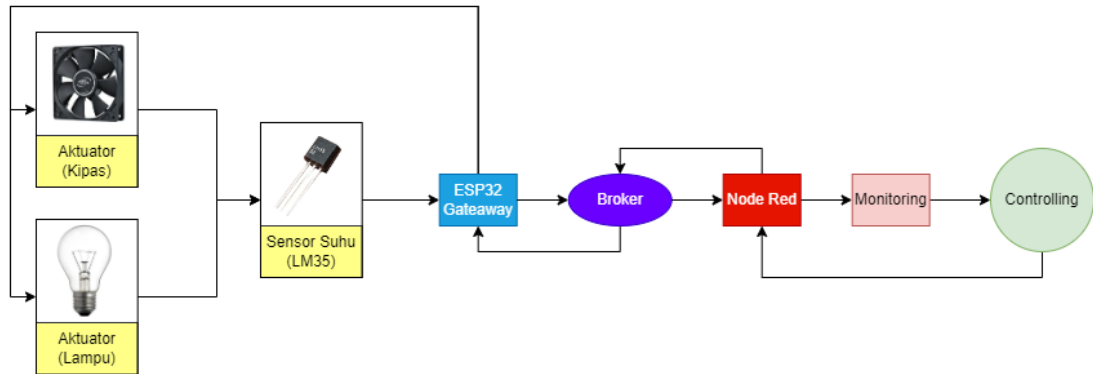 Aktuator
(Kipas)
Aktuator
(Lampu)
Sensor Suhu
(LM35)
ESP32
Gateaway
Broker
Node Red
Monitoring
Controlling